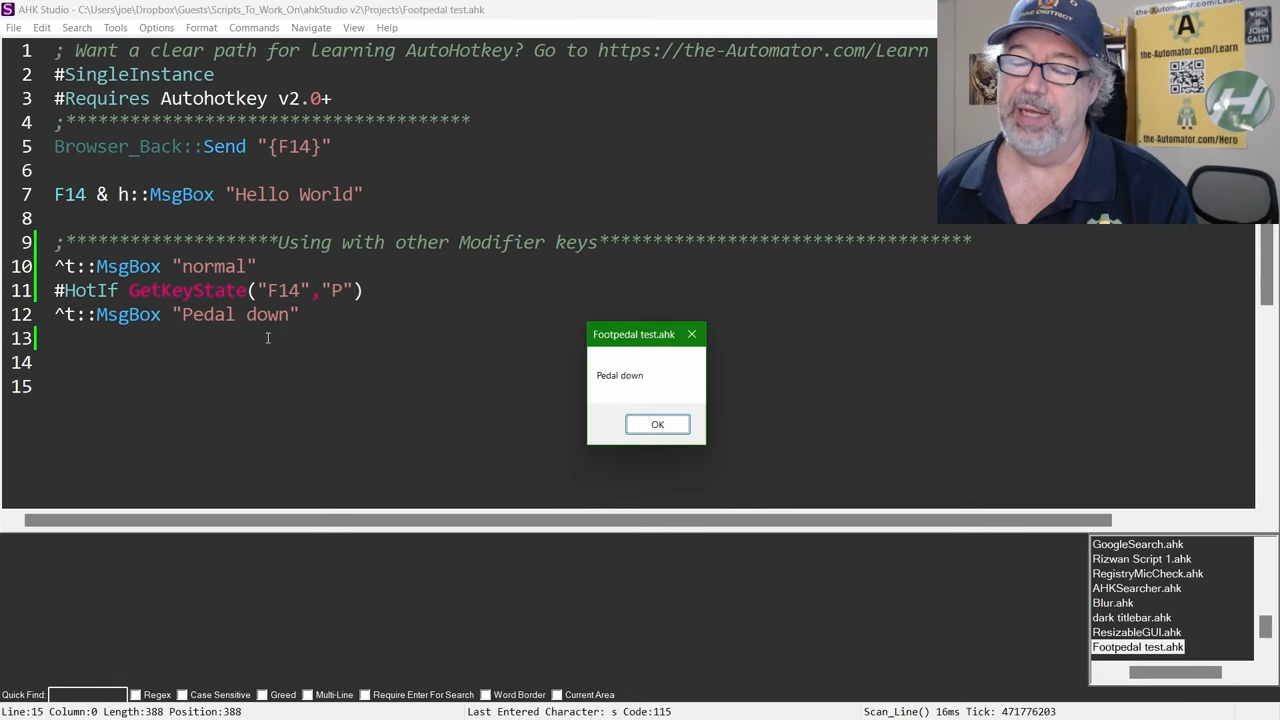 AHK Studio - C:\Users\joe\Dropbox\Guests\Scripts_To_Work_On\ahkStudio v2\Projects\Footpedal test.ahk
File Edit Search Tools Options Format Commands Navigate View Help
1 ; Want a clear path for learning AutoHotkey? Go to https://the-Automator.com/Learn
2 #SingleInstance
3 #Requires Autohotkey v2.0+
4 ;**************************************
5 Browser_Back::Send "{F14}"
6
7 F14 & h::MsgBox "Hello World"
8
9 ;********************Using with other Modifier keys***********************************
10 ^t::MsgBox "normal"
11 #HotIf GetKeyState("F14","P")
12 ^t::MsgBox "Pedal down"
13
14
15
FIRE DISTRICT
A
the-Automator.com/Learn
WHO IS JOHN GALT?
H
the-Automator.com/Hero
Footpedal test.ahk
Pedal down
OK
GoogleSearch.ahk
Rizwan Script 1.ahk
RegistryMicCheck.ahk
AHKSearcher.ahk
Blur.ahk
dark titlebar.ahk
ResizableGUI.ahk
Footpedal test.ahk
Quick Find: Regex Case Sensitive Greed Multi-Line Require Enter For Search Word Border Current Area
Line:15 Column:0 Length:388 Position:388 Last Entered Character: s Code:115 Scan_Line() 16ms Tick: 471776203